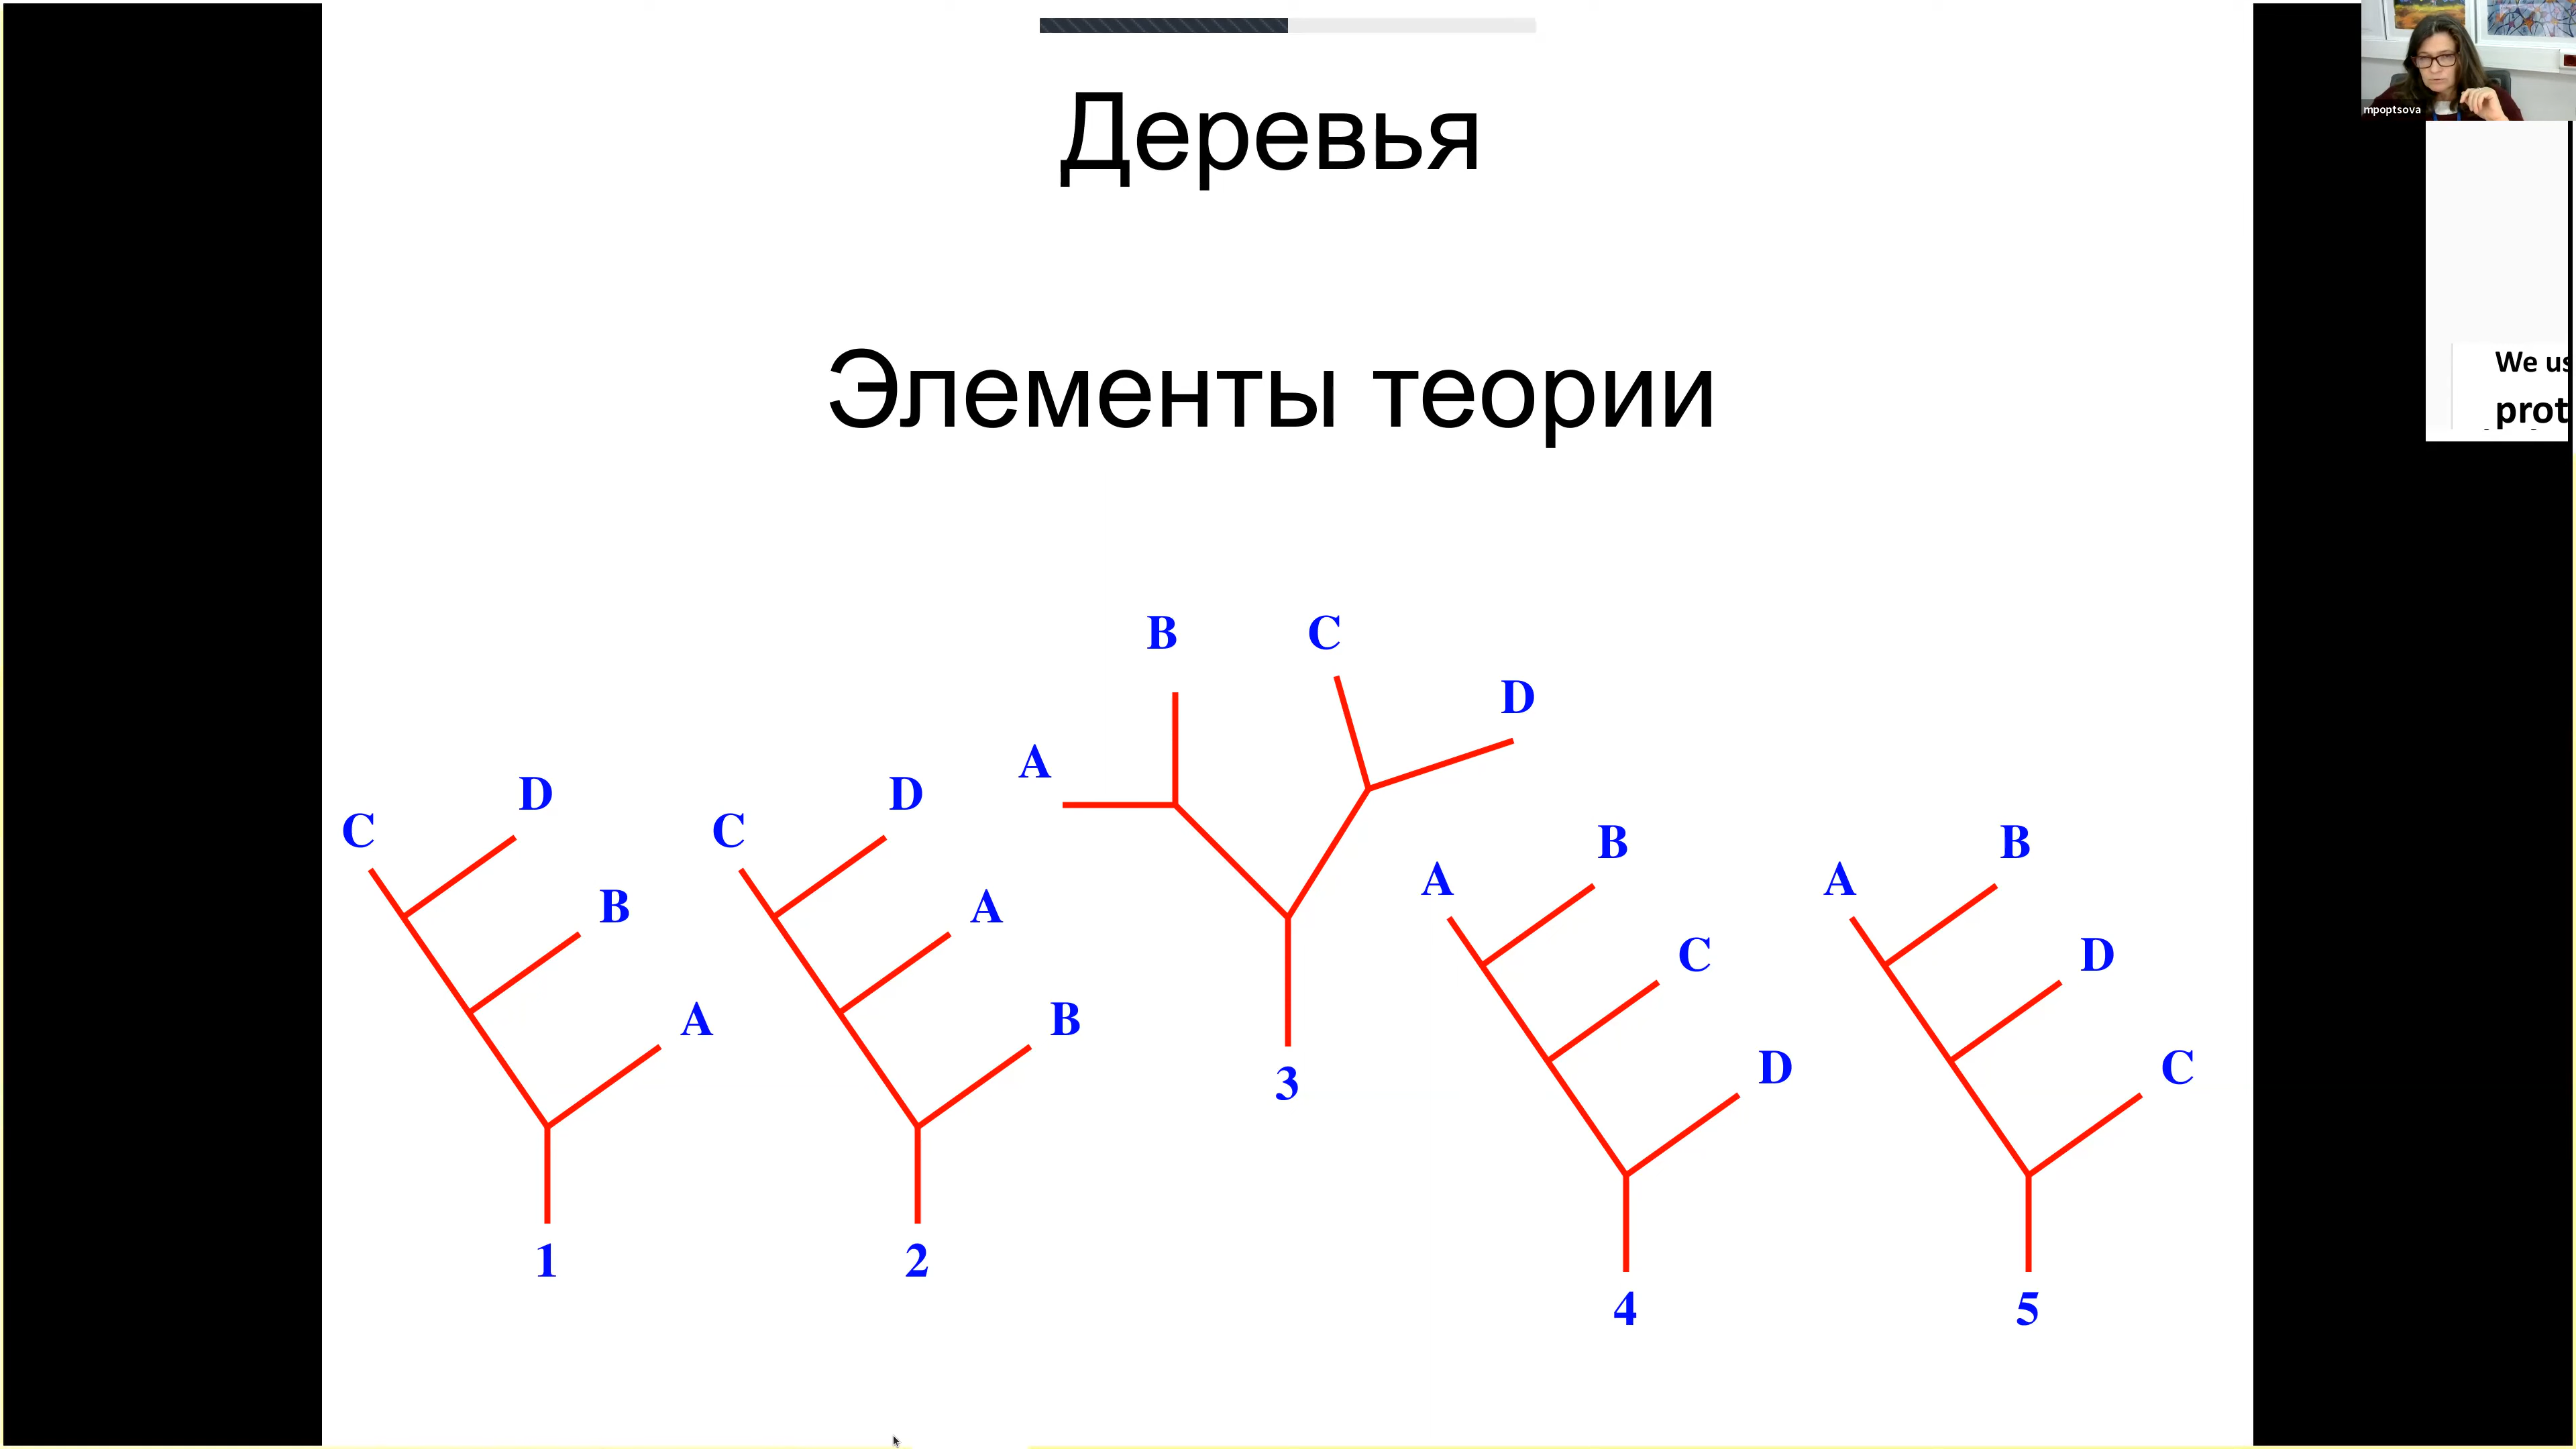 Деревья
mpoptsova
We us
prot
Элементы теории
B C
D
A
C D C D
B A
A B
A B A B
C D
D C
3
1 2
4 5